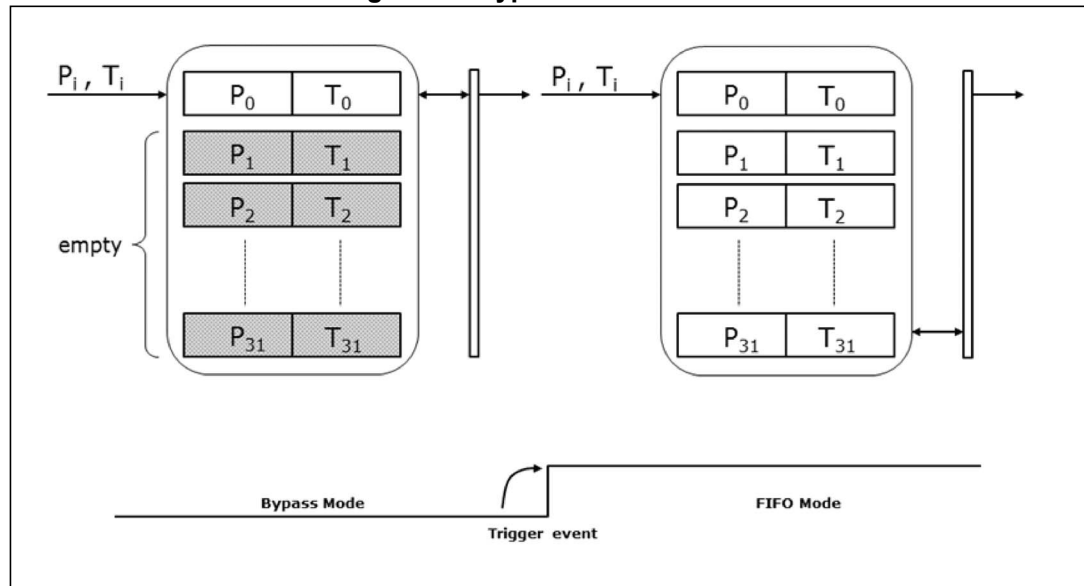 Pi , Ti
P0 T0
P1 T1
P2 T2
P31 T31
empty
Pi , Ti
P0 T0
P1 T1
P2 T2
P31 T31
Bypass Mode
Trigger event
FIFO Mode